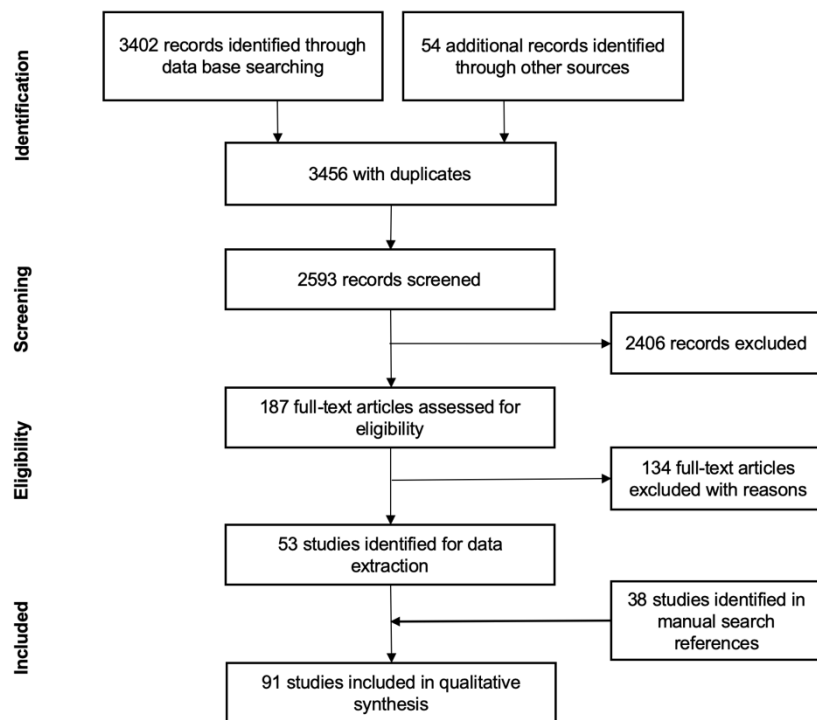 Identification
3402 records identified through
data base searching
54 additional records identified
through other sources
3456 with duplicates
Screening
2593 records screened
2406 records excluded
Eligibility
187 full-text articles assessed for
eligibility
134 full-text articles
excluded with reasons
53 studies identified for data
extraction
Included
38 studies identified in
manual search
references
91 studies included in qualitative
synthesis